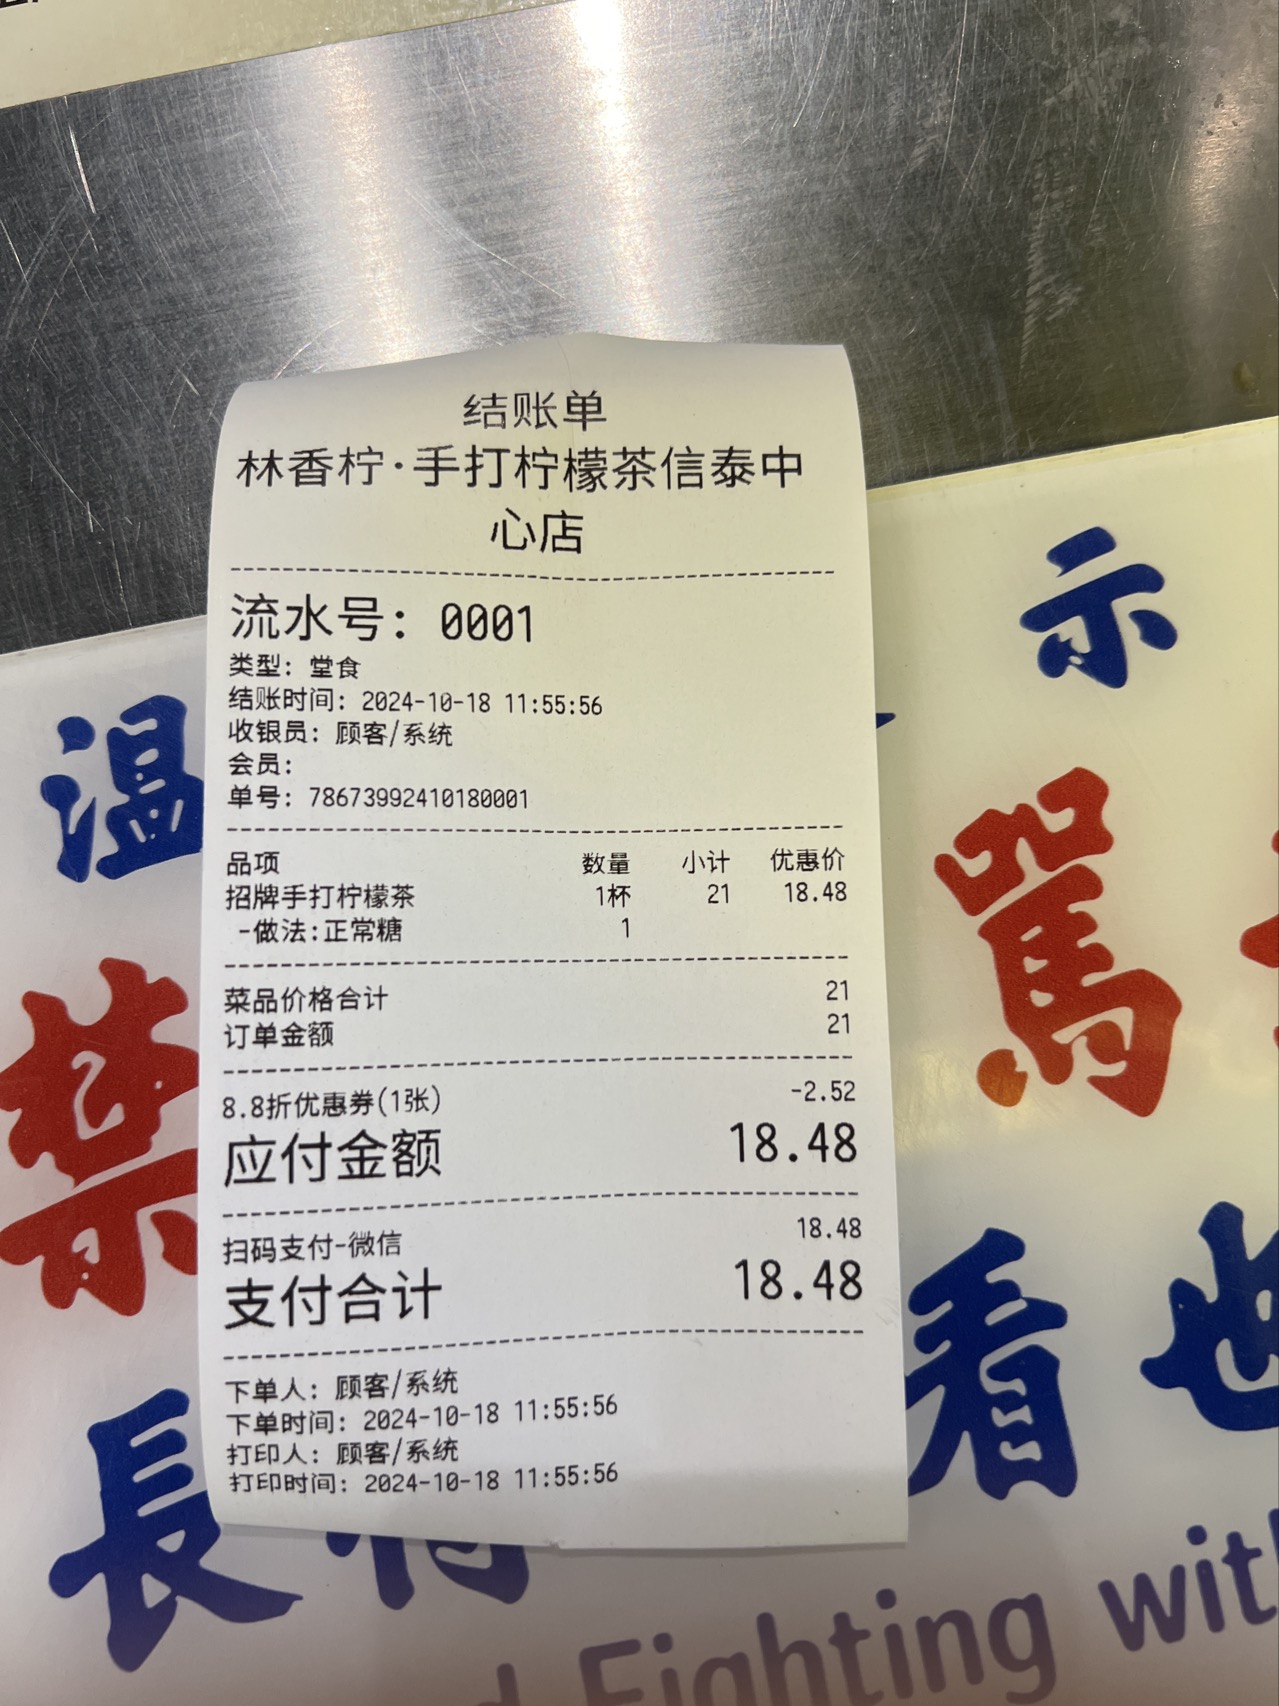 结账单
林香柠·手打柠檬茶信泰中
心店
流水号: 0001
类型: 堂食
结账时间: 2024-10-18 11:55:56
收银员: 顾客/系统
会员:
单号: 78673992410180001
品项 数量 小计 优惠价
招牌手打柠檬茶 1杯 21 18.48
-做法:正常糖 1
菜品价格合计 21
订单金额 21
8.8折优惠券(1张) -2.52
应付金额 18.48
扫码支付-微信 18.48
支付合计 18.48
下单人: 顾客/系统
下单时间: 2024-10-18 11:55:56
打印人: 顾客/系统
打印时间: 2024-10-18 11:55:56
温
示
禁
罵
長得
看也
Fighting with